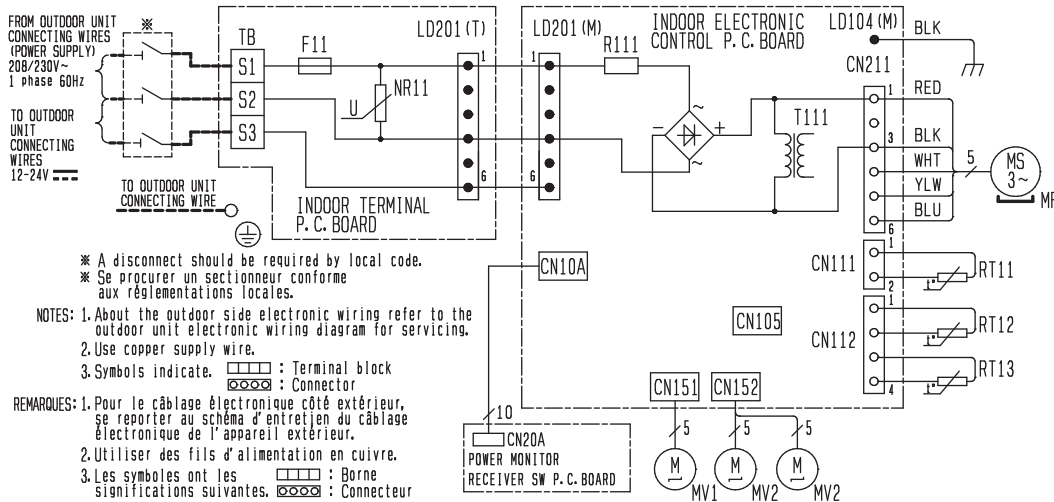 FROM OUTDOOR UNIT
CONNECTING WIRES
(POWER SUPPLY)
208/230V~
1 phase 60Hz
※
TO OUTDOOR
UNIT
CONNECTING
WIRES
12-24V
TB
S1
S2
S3
F11
NR11
U
LD201(T)
1
6
TO OUTDOOR UNIT
CONNECTING WIRE
INDOOR TERMINAL
P.C.BOARD
LD201(M)
1
6
R111
INDOOR ELECTRONIC
CONTROL P.C.BOARD
~
-
+
~
T111
LD104(M)
BLK
CN211
1
RED
3
BLK
WHT
YLW
BLU
6
5
MS
3~
CN111
1
2
RT11
t°
CN112
1
4
RT12
t°
RT13
t°
CN10A
CN105
CN151
CN152
5
5
5
M
MV1
M
MV2
M
MV2
10
CN20A
POWER MONITOR
RECEIVER SW P.C.BOARD
※ A disconnect should be required by local code.
※ Se procurer un sectionneur conforme
aux réglementations locales.
NOTES: 1.About the outdoor side electronic wiring refer to the
outdoor unit electronic wiring diagram for servicing.
2.Use copper supply wire.
3.Symbols indicate. : Terminal block
: Connector
REMARQUES: 1.Pour le câblage électronique côté extérieur,
se reporter au schéma d'entretien du câblage
électronique de l'appareil extérieur.
2.Utiliser des fils d'alimentation en cuivre.
3.Les symboles ont les : Borne
significations suivantes. : Connecteur